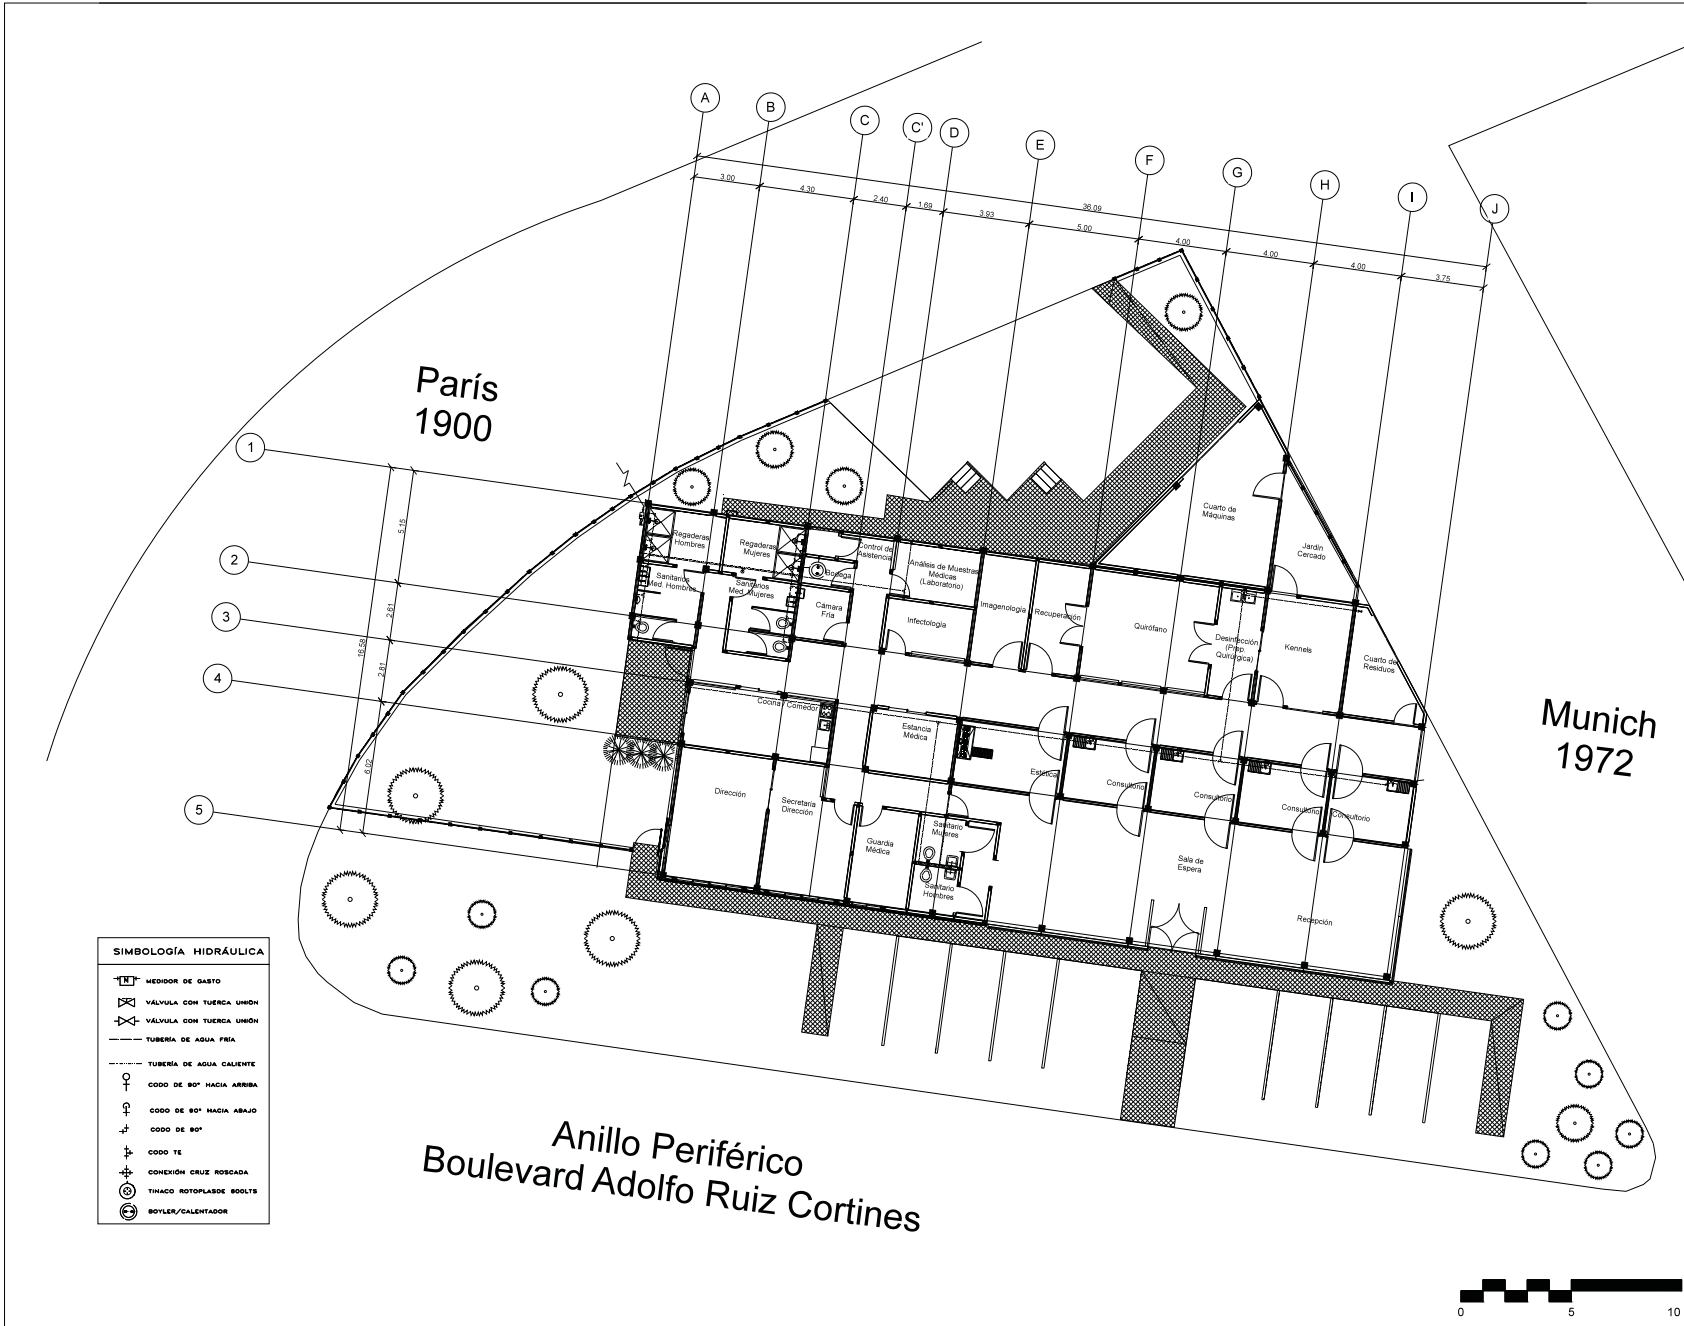 A
B
C
C'
D
E
F
G
H
I
J
3.00
4.30
2.40
1.69
3.93
36.09
5.00
4.00
4.00
4.00
3.75
París
1900
1
2
3
4
5
5.15
2.61
2.81
16.58
6.02
Regaderas
Hombres
Regaderas
Mujeres
Control de
Asistencia
Bodega
Sanitarios
Med. Hombres
Sanitarios
Med. Mujeres
Cámara
Fría
Análisis de Muestras
Médicas
(Laboratorio)
Infectología
Imagenología
Recuperación
Quirófano
Desinfección
(Prep.
Quirúrgica)
Kennels
Cuarto de
Máquinas
Jardín
Cercado
Cuarto de
Residuos
Cocina / Comedor
Estancia
Médica
Estética
Consultorio
Consultorio
Consultorio
Consultorio
Dirección
Secretaría
Dirección
Guardia
Médica
Sanitario
Mujeres
Sanitario
Hombres
Sala de
Espera
Recepción
Munich
1972
SIMBOLOGÍA HIDRÁULICA
M
MEDIDOR DE GASTO
VÁLVULA CON TUERCA UNIÓN
VÁLVULA CON TUERCA UNIÓN
TUBERÍA DE AGUA FRÍA
TUBERÍA DE AGUA CALIENTE
CODO DE 90° HACIA ARRIBA
CODO DE 90° HACIA ABAJO
CODO DE 90°
CODO TE
CONEXIÓN CRUZ ROSCADA
TINACO ROTOPLASDE 600LTS
BOYLER/CALENTADOR
Anillo Periférico
Boulevard Adolfo Ruiz Cortines
0
5
10